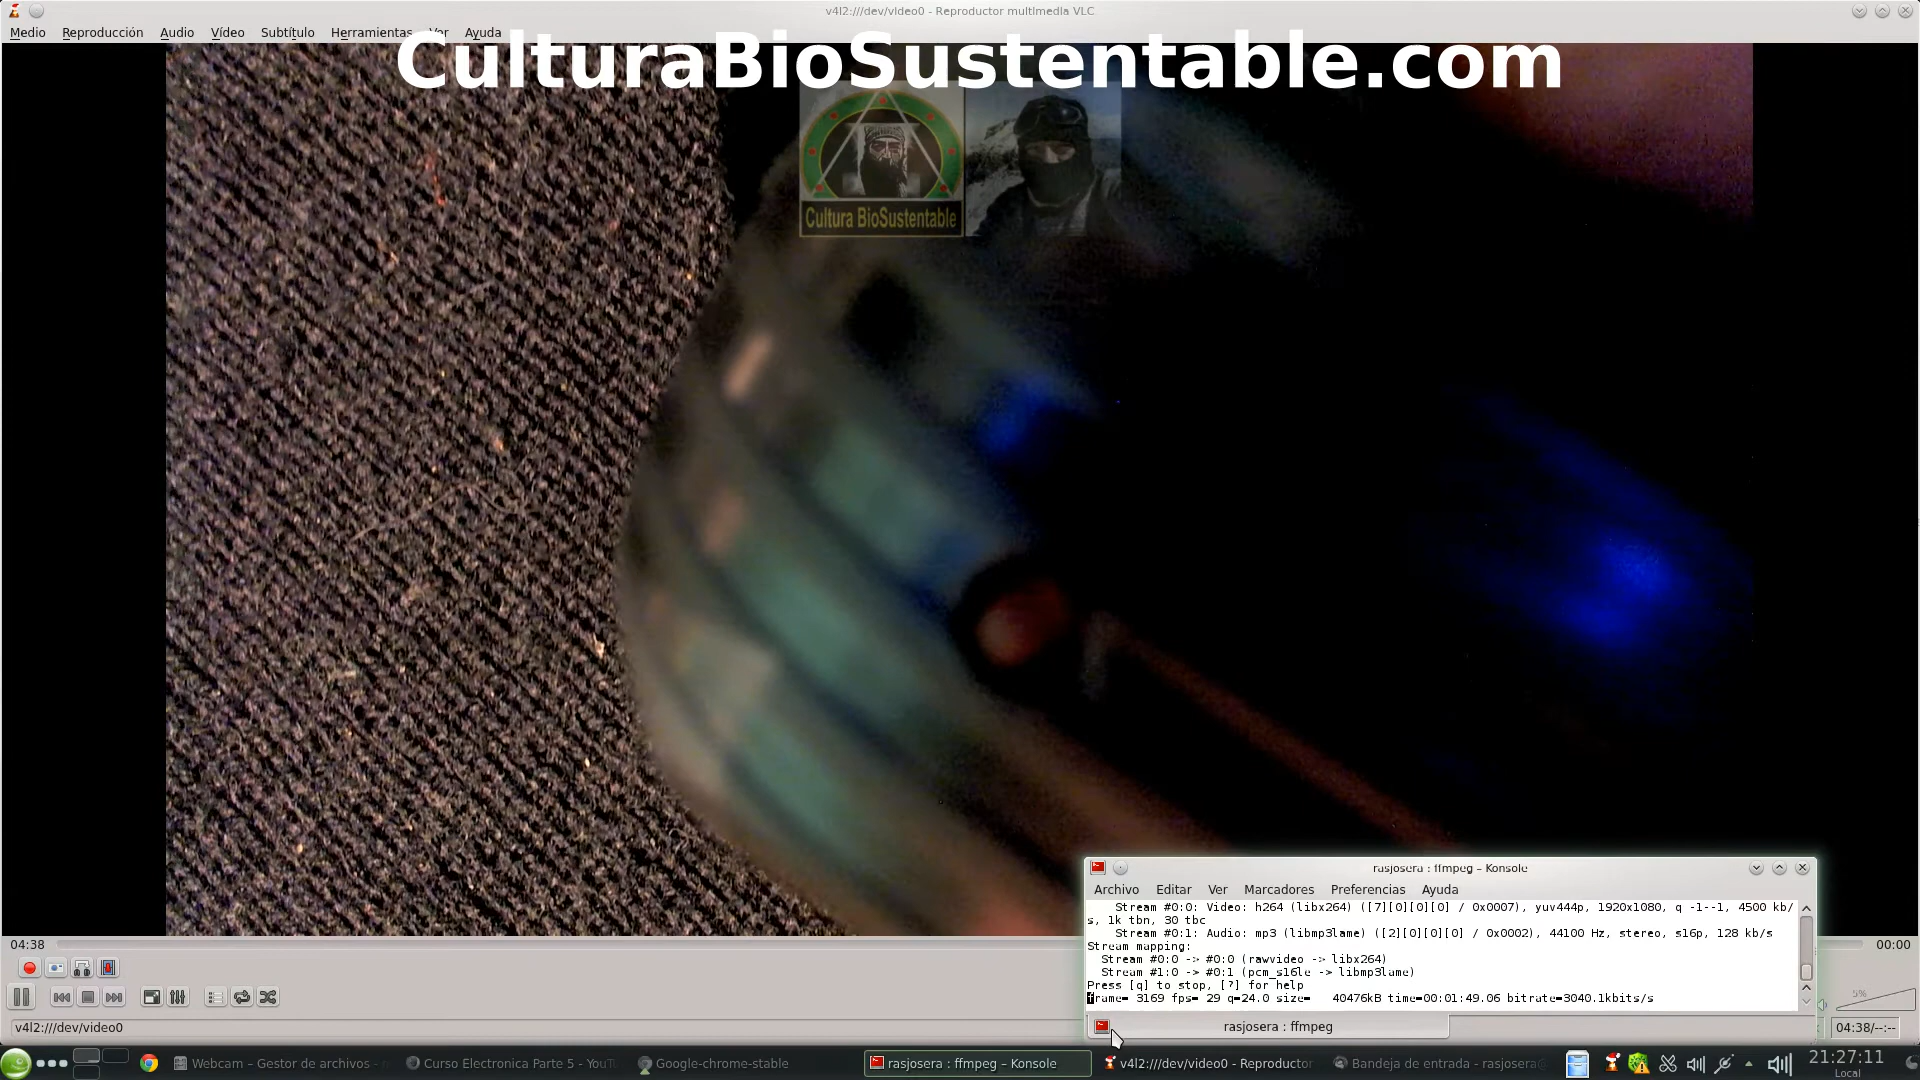 v4l2:///dev/video0 - Reproductor multimedia VLC
Medio Reproducción Audio Vídeo Subtítulo Herramientas Ver Ayuda
CulturaBioSustentable.com
Cultura BioSustentable
rasjosera : ffmpeg – Konsole
Archivo Editar Ver Marcadores Preferencias Ayuda
Stream #0:0: Video: h264 (libx264) ([7][0][0][0] / 0x0007), yuv444p, 1920x1080, q -1--1, 4500 kb/
s, 1k tbn, 30 tbc
Stream #0:1: Audio: mp3 (libmp3lame) ([2][0][0][0] / 0x0002), 44100 Hz, stereo, s16p, 128 kb/s
Stream mapping:
Stream #0:0 -> #0:0 (rawvideo -> libx264)
Stream #1:0 -> #0:1 (pcm_s16le -> libmp3lame)
Press [q] to stop, [?] for help
frame= 3169 fps= 29 q=24.0 size= 40476kB time=00:01:49.06 bitrate=3040.1kbits/s
rasjosera : ffmpeg
04:38 00:00
5%
v4l2:///dev/video0 04:38/--:--
Webcam – Gestor de archivos - Curso Electronica Parte 5 - YouTu Google-chrome-stable rasjosera : ffmpeg – Konsole v4l2:///dev/video0 - Reproductor Bandeja de entrada - rasjosera@ 21:27:11
Local